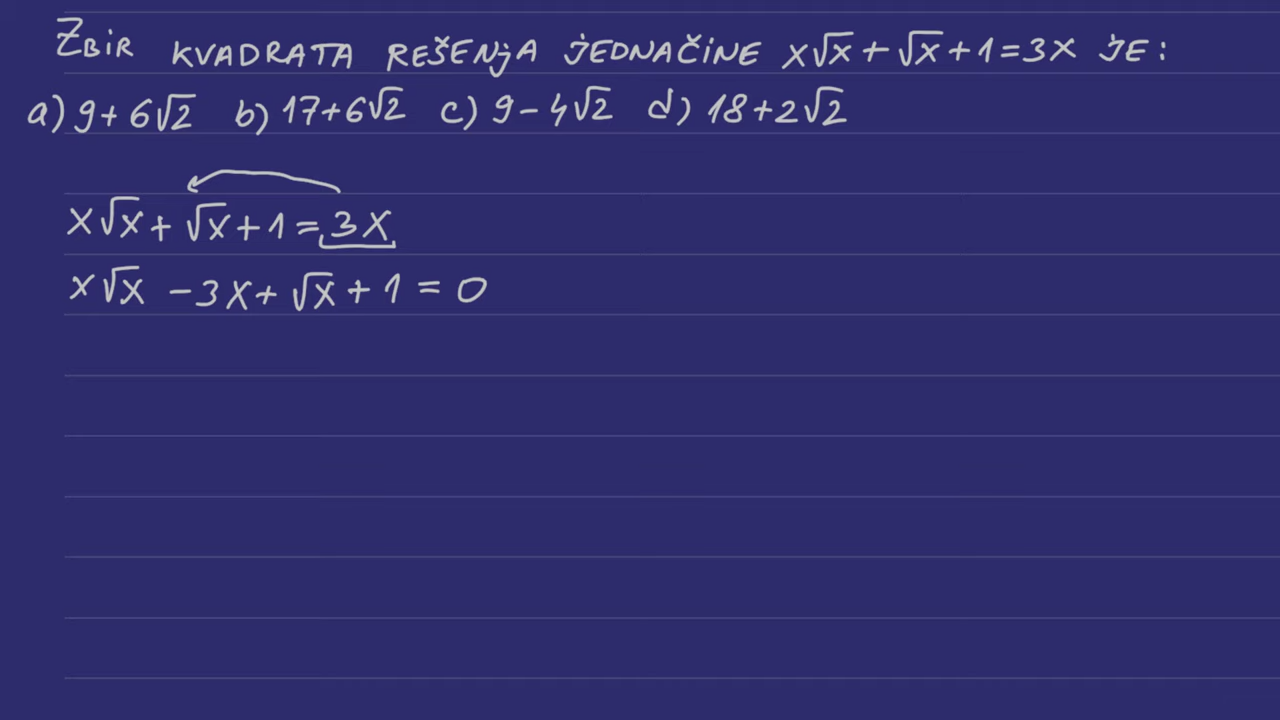 ZBIR KVADRATA REŠENJA JEDNAČINE x√x + √x + 1 = 3x JE:
a) 9 + 6√2 b) 17 + 6√2 c) 9 - 4√2 d) 18 + 2√2
x√x + √x + 1 = 3x
x√x - 3x + √x + 1 = 0